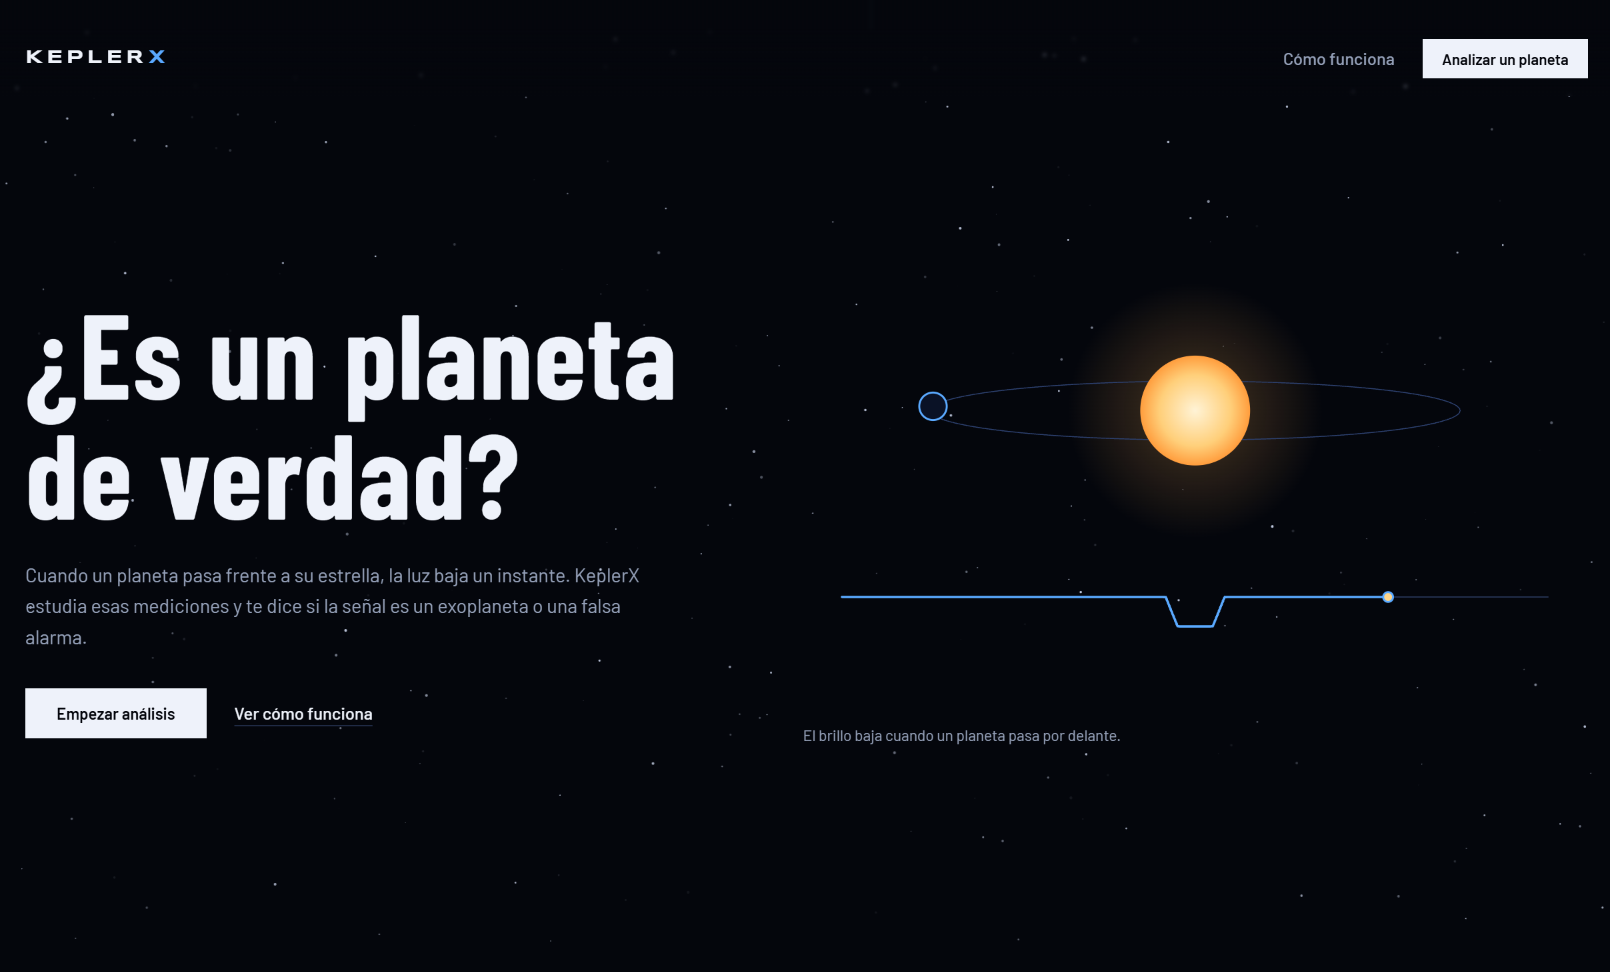 KEPLERX
Cómo funciona
Analizar un planeta
¿Es un planeta
de verdad?
Cuando un planeta pasa frente a su estrella, la luz baja un instante. KeplerX
estudia esas mediciones y te dice si la señal es un exoplaneta o una falsa
alarma.
Empezar análisis
Ver cómo funciona
El brillo baja cuando un planeta pasa por delante.